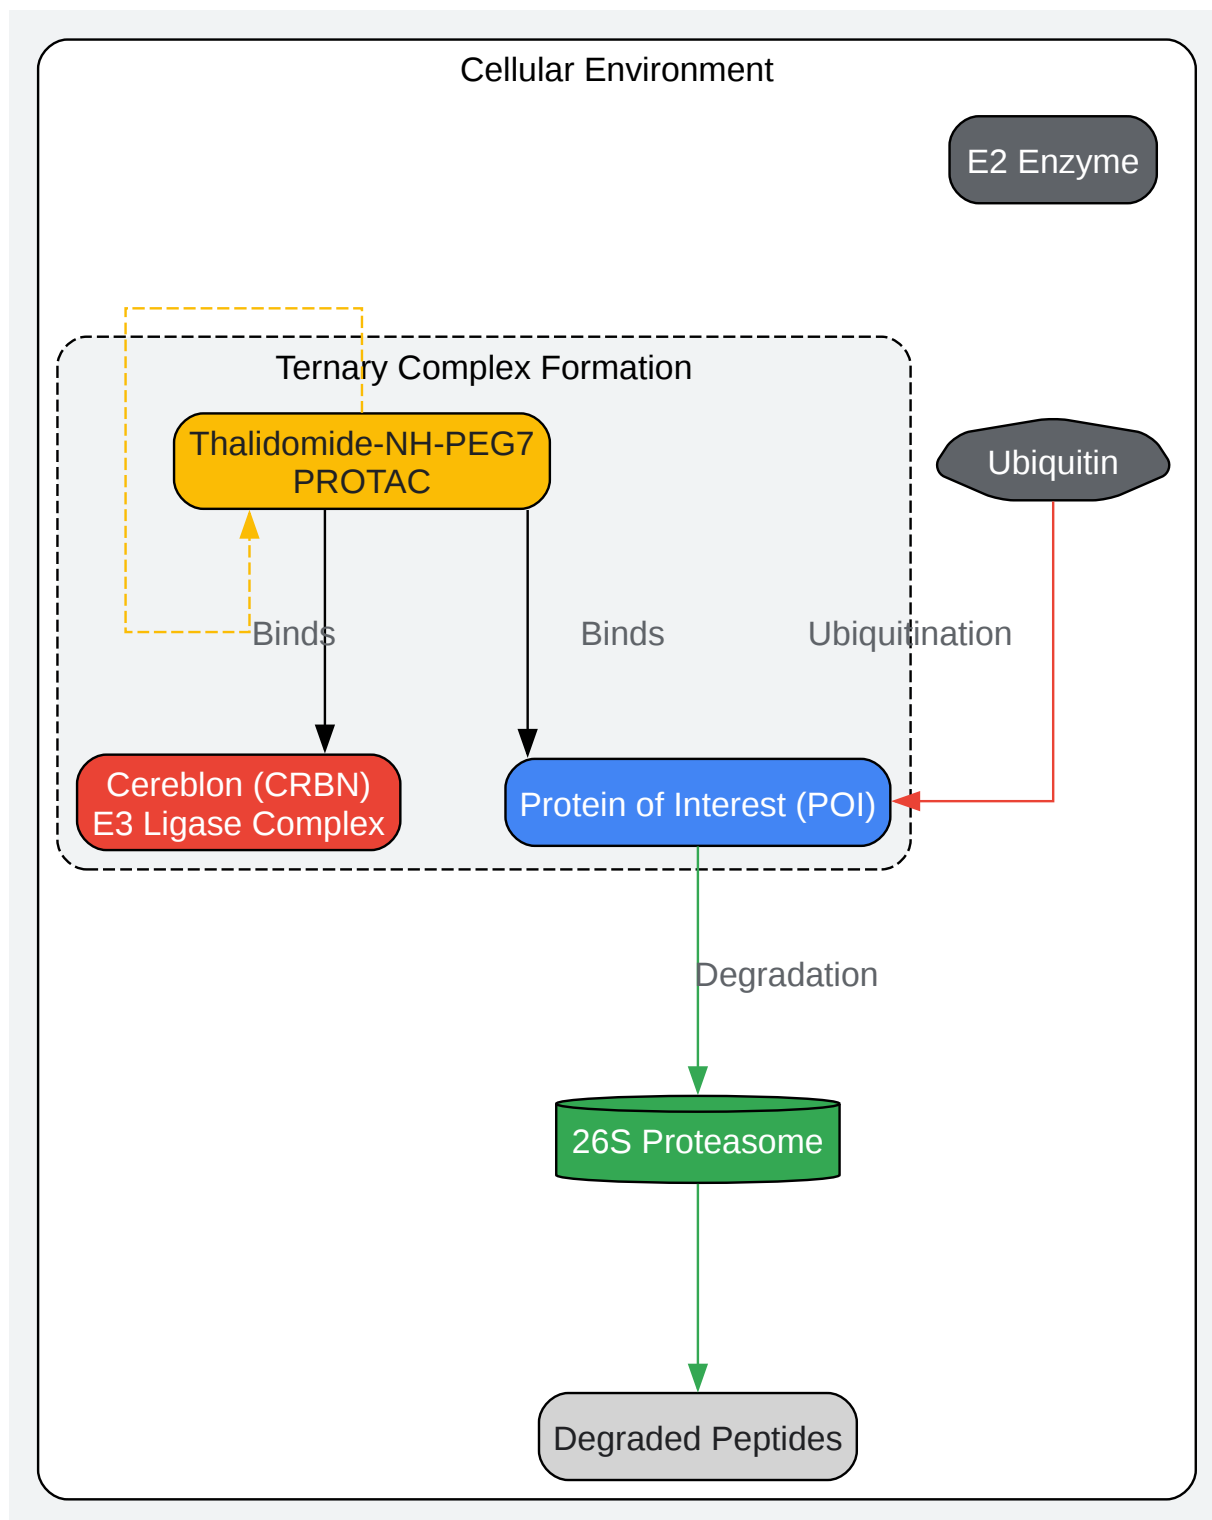 Cellular Environment
E2 Enzyme
Ternary Complex Formation
Thalidomide-NH-PEG7
PROTAC
Ubiquitin
Binds
Binds
Ubiquitination
Cereblon (CRBN)
E3 Ligase Complex
Protein of Interest (POI)
Degradation
26S Proteasome
Degraded Peptides